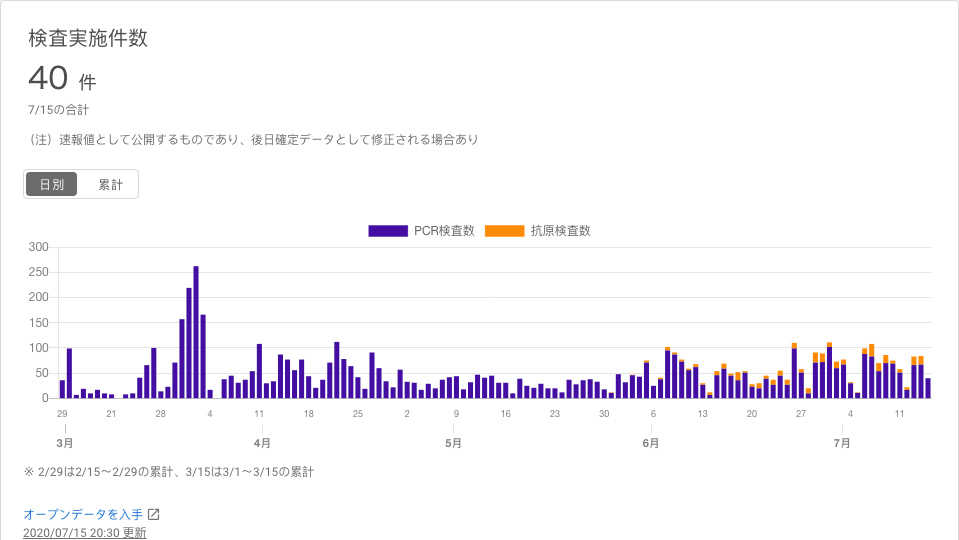 検査実施件数
40 件
7/15の合計
（注）速報値として公開するものであり、後日確定データとして修正される場合あり
日別 累計
PCR検査数 抗原検査数
300
250
200
150
100
50
0
29 21 28 4 11 18 25 2 9 16 23 30 6 13 20 27 4 11
3月 4月 5月 6月 7月
※ 2/29は2/15～2/29の累計、3/15は3/1～3/15の累計
オープンデータを入手
2020/07/15 20:30 更新